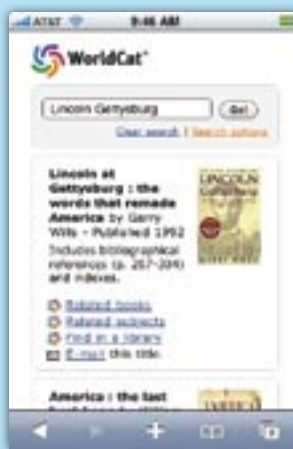 AT&T 9:46 AM
WorldCat
Lincoln Gettysburg Go!
Clear search | Search options
Lincoln at
Gettysburg : the
words that remade
America by Garry
Wills - Published 1992
Includes bibliographical
references (p. 267-304)
and indexes.
LINCOLN
Related books
Related subjects
Find in a library
E-mail this title.
America : the last